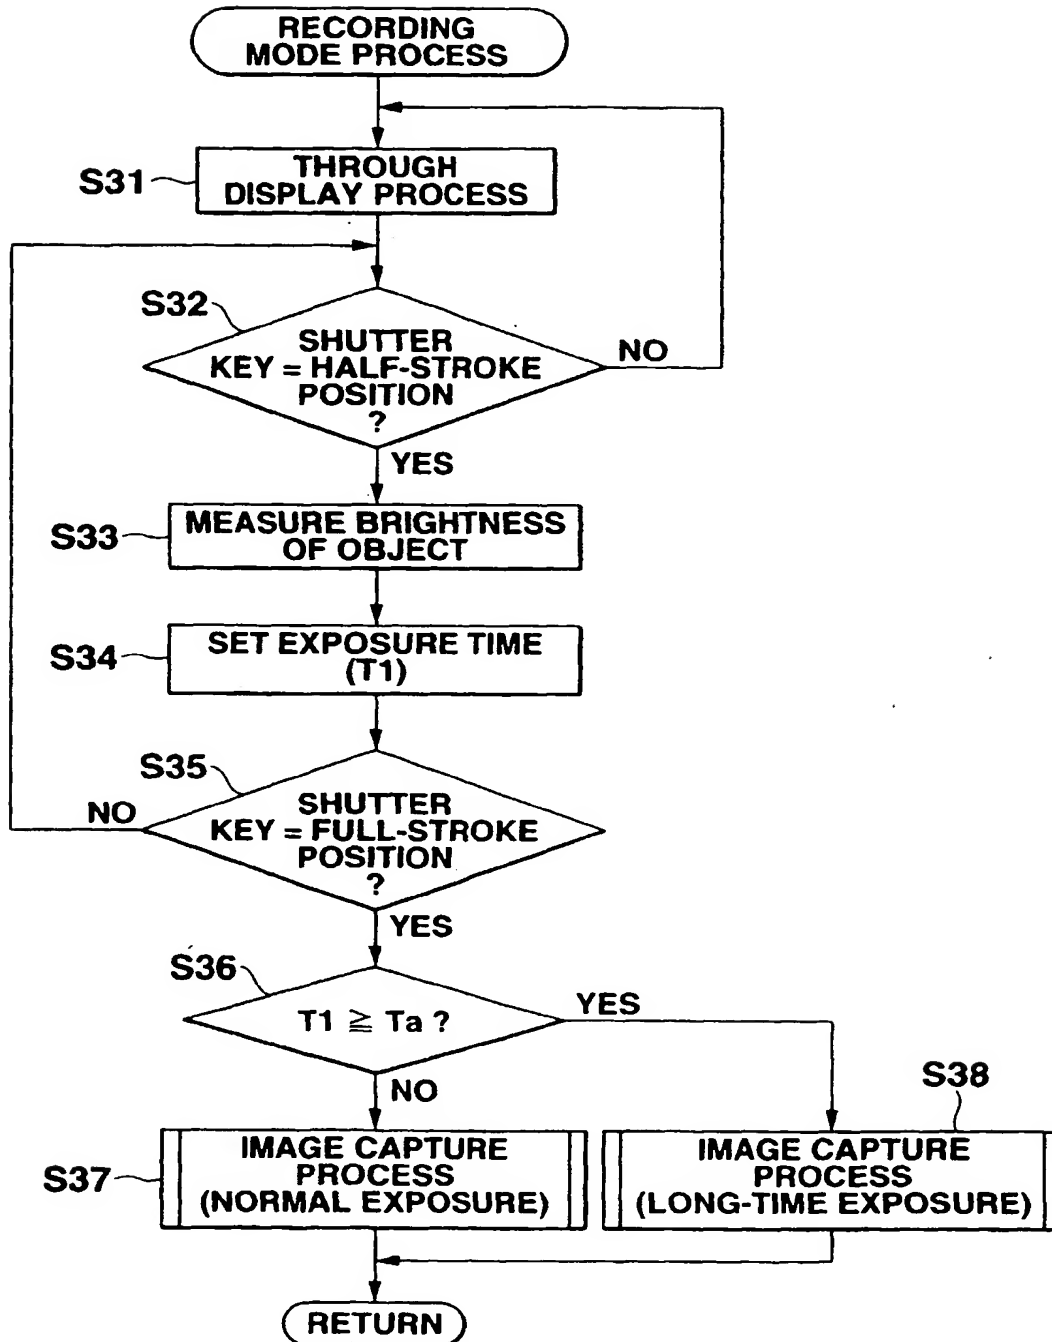 RECORDING
MODE PROCESS
S31
THROUGH
DISPLAY PROCESS
S32
SHUTTER
KEY = HALF-STROKE
POSITION
?
NO
YES
S33
MEASURE BRIGHTNESS
OF OBJECT
S34
SET EXPOSURE TIME
(T1)
S35
NO
SHUTTER
KEY = FULL-STROKE
POSITION
?
YES
S36
T1 ≧ Ta ?
YES
NO
S38
S37
IMAGE CAPTURE
PROCESS
(NORMAL EXPOSURE)
IMAGE CAPTURE
PROCESS
(LONG-TIME EXPOSURE)
RETURN